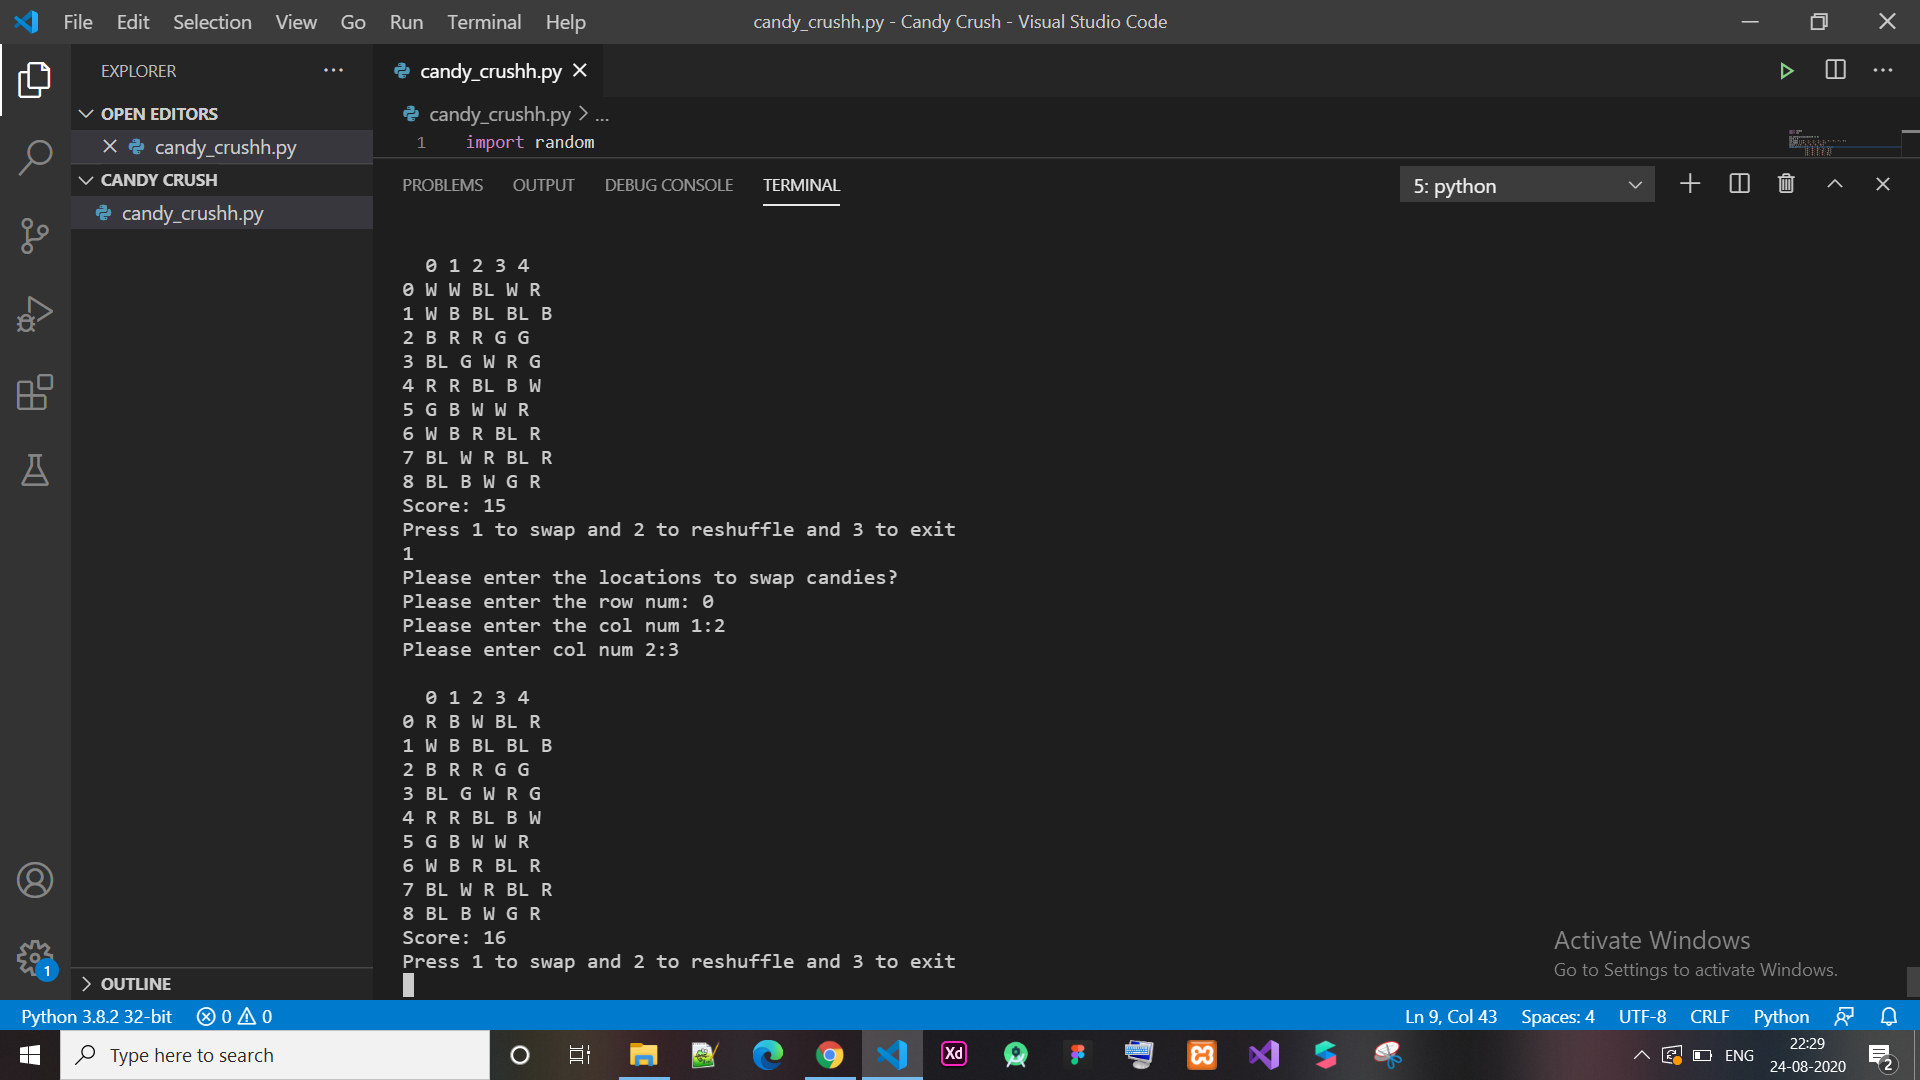 File Edit Selection View Go Run Terminal Help
candy_crushh.py - Candy Crush - Visual Studio Code
EXPLORER
OPEN EDITORS
candy_crushh.py
CANDY CRUSH
candy_crushh.py
OUTLINE
1
candy_crushh.py
candy_crushh.py > ...
1 import random
PROBLEMS OUTPUT DEBUG CONSOLE TERMINAL
5: python
0 1 2 3 4
0 W W BL W R
1 W B BL BL B
2 B R R G G
3 BL G W R G
4 R R BL B W
5 G B W W R
6 W B R BL R
7 BL W R BL R
8 BL B W G R
Score: 15
Press 1 to swap and 2 to reshuffle and 3 to exit
1
Please enter the locations to swap candies?
Please enter the row num: 0
Please enter the col num 1:2
Please enter col num 2:3
0 1 2 3 4
0 R B W BL R
1 W B BL BL B
2 B R R G G
3 BL G W R G
4 R R BL B W
5 G B W W R
6 W B R BL R
7 BL W R BL R
8 BL B W G R
Score: 16
Press 1 to swap and 2 to reshuffle and 3 to exit
Activate Windows
Go to Settings to activate Windows.
Python 3.8.2 32-bit 0 0
Ln 9, Col 43 Spaces: 4 UTF-8 CRLF Python
Type here to search
Xd
ENG
22:29
24-08-2020
2